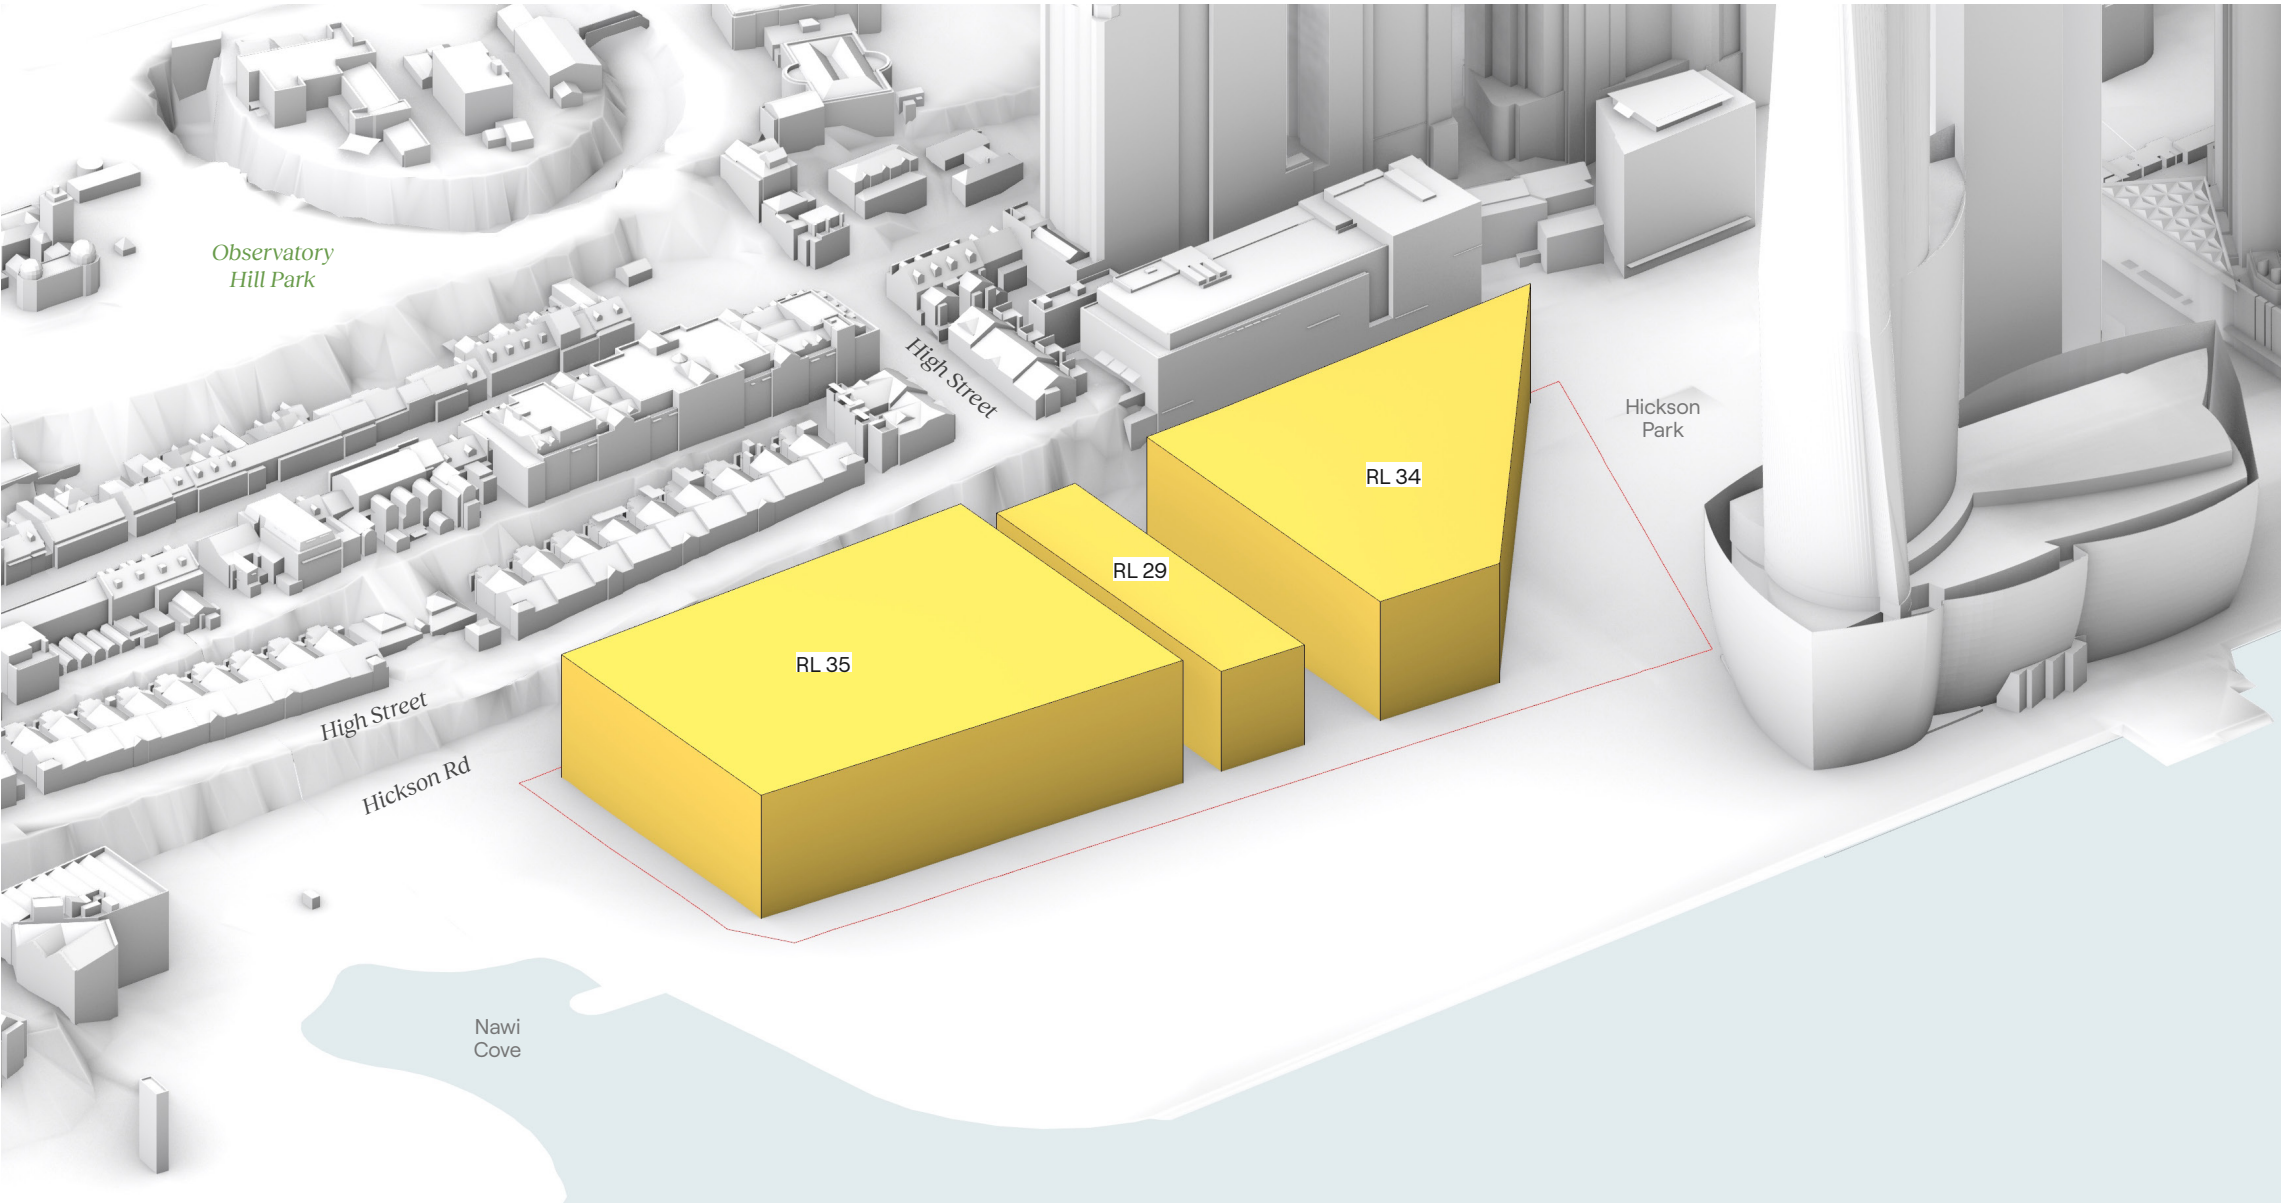 Observatory
Hill Park
High Street
Hickson
Park
RL 34
RL 29
RL 35
High Street
Hickson Rd
Nawi
Cove